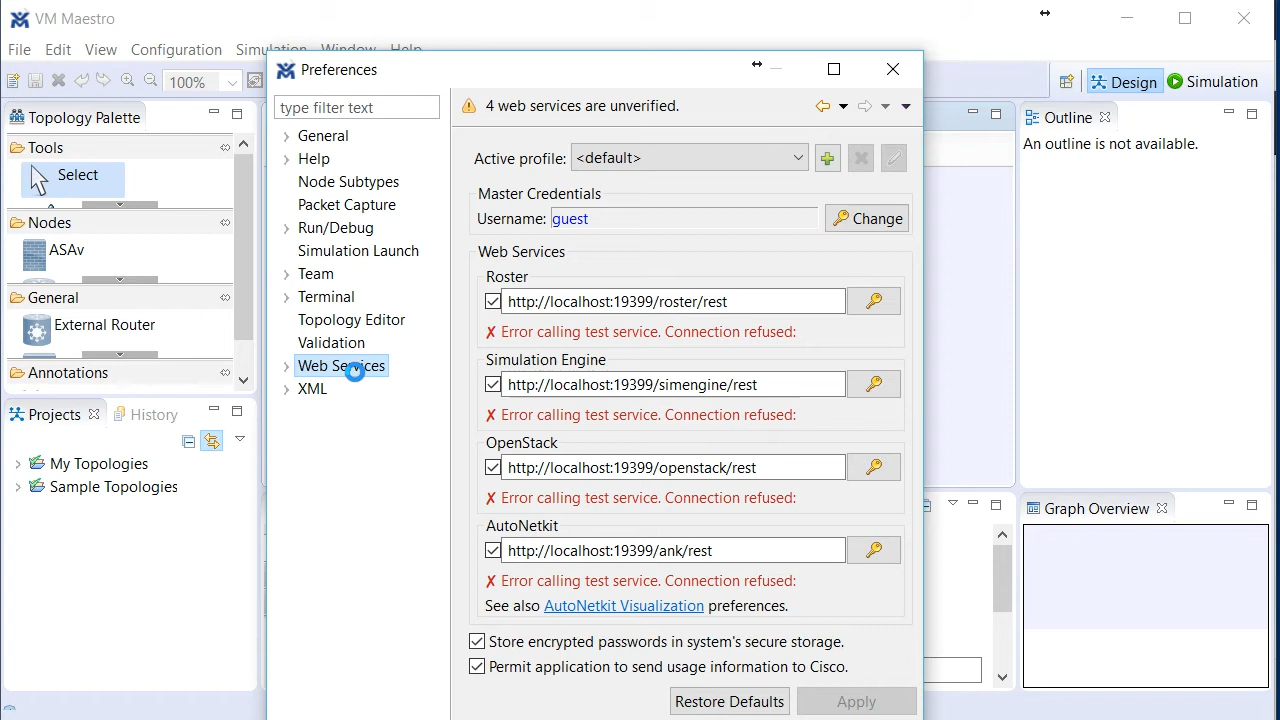 VM Maestro
File Edit View Configuration Simulation Window Help
100%
Design
Simulation
Topology Palette
Tools
Select
Nodes
ASAv
General
External Router
Annotations
Projects
History
My Topologies
Sample Topologies
Preferences
type filter text
General
Help
Node Subtypes
Packet Capture
Run/Debug
Simulation Launch
Team
Terminal
Topology Editor
Validation
Web Services
XML
4 web services are unverified.
Active profile: <default>
Master Credentials
Username: guest
Change
Web Services
Roster
http://localhost:19399/roster/rest
✗ Error calling test service. Connection refused:
Simulation Engine
http://localhost:19399/simengine/rest
✗ Error calling test service. Connection refused:
OpenStack
http://localhost:19399/openstack/rest
✗ Error calling test service. Connection refused:
AutoNetkit
http://localhost:19399/ank/rest
✗ Error calling test service. Connection refused:
See also AutoNetkit Visualization preferences.
Store encrypted passwords in system's secure storage.
Permit application to send usage information to Cisco.
Restore Defaults
Apply
Outline
An outline is not available.
Graph Overview